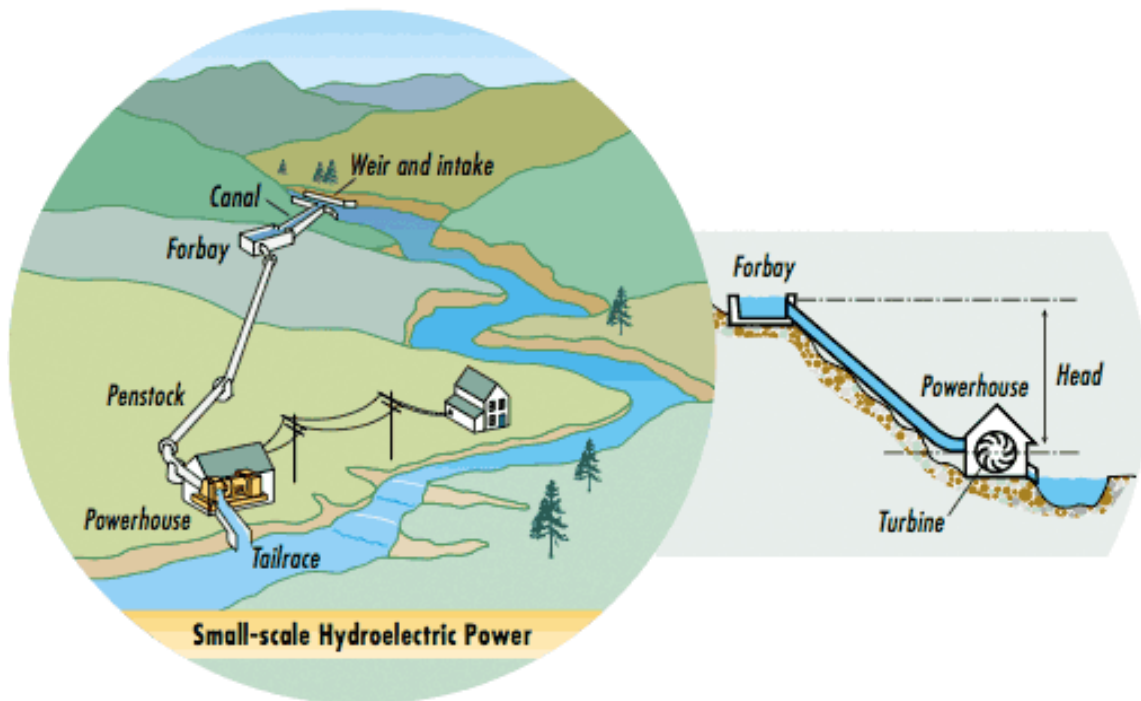 Weir and intake
Canal
Forbay
Penstock
Powerhouse
Tailrace
Small-scale Hydroelectric Power
Forbay
Head
Powerhouse
Turbine